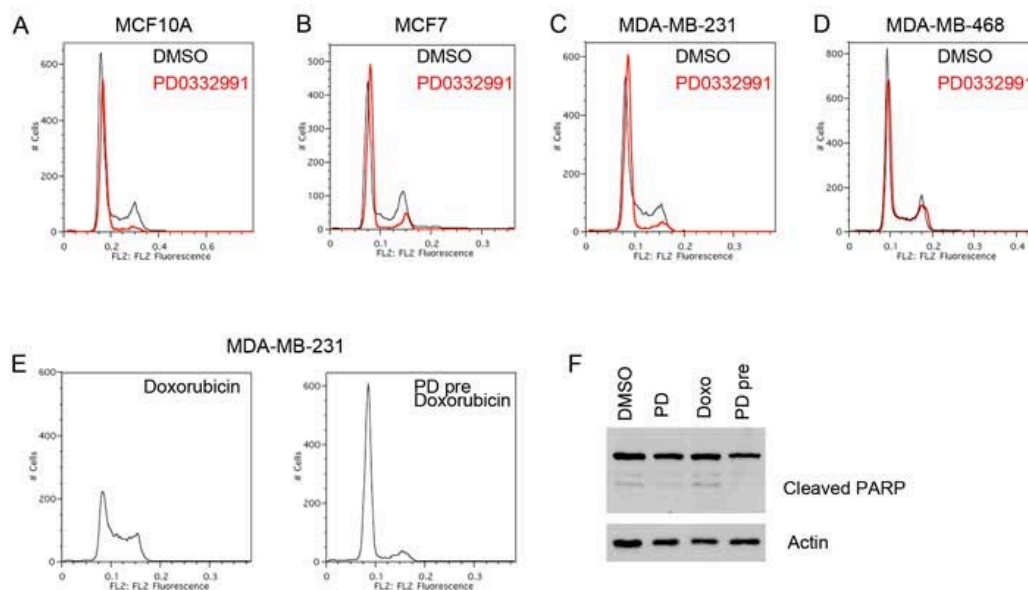 A
MCF10A
DMSO
PD0332991
# Cells
600
400
200
0
0
0.2
0.4
0.6
FL2: FL2 Fluorescence
B
MCF7
DMSO
PD0332991
# Cells
500
400
300
200
100
0
0
0.1
0.2
0.3
FL2: FL2 Fluorescence
C
MDA-MB-231
DMSO
PD0332991
# Cells
600
400
200
0
0
0.1
0.2
0.3
FL2: FL2 Fluorescence
D
MDA-MB-468
DMSO
PD0332991
# Cells
800
600
400
200
0
0
0.1
0.2
0.3
0.4
FL2: FL2 Fluorescence
E
MDA-MB-231
Doxorubicin
# Cells
600
400
200
0
0
0.1
0.2
0.3
FL2: FL2 Fluorescence
PD pre
Doxorubicin
# Cells
600
400
200
0
0
0.1
0.2
0.3
FL2: FL2 Fluorescence
F
DMSO
PD
Doxo
PD pre
Cleaved PARP
Actin